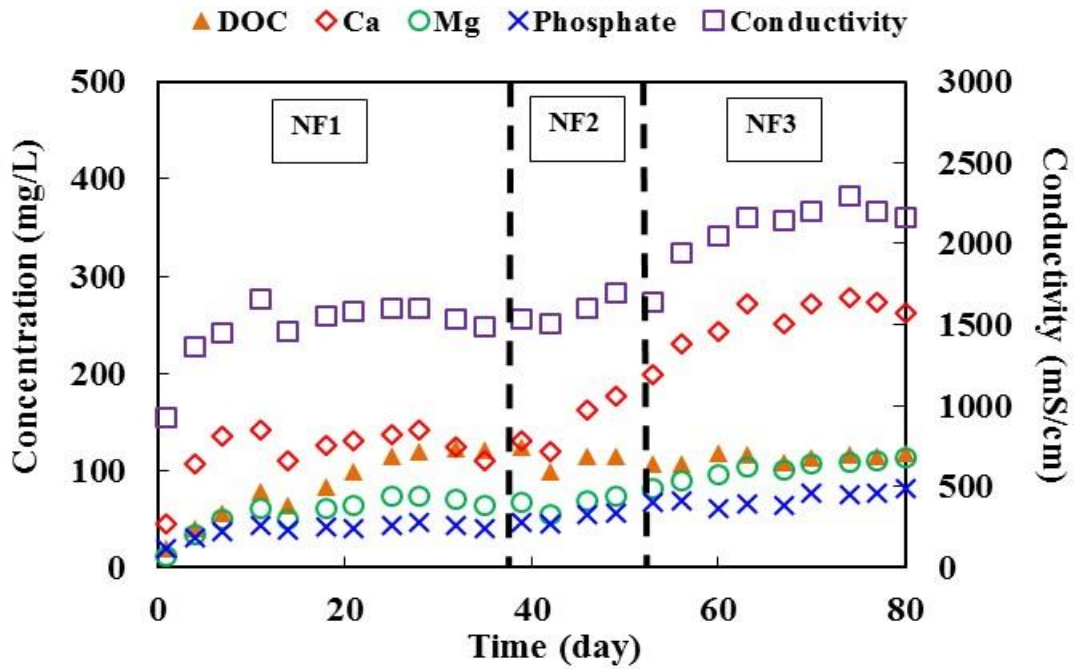 DOC Ca Mg Phosphate Conductivity
500 3000
NF1 NF2 NF3
2500
400
2000
300
1500
200
1000
100
500
0 0
0 20 40 60 80
Time (day)
Concentration (mg/L)
Conductivity (mS/cm)